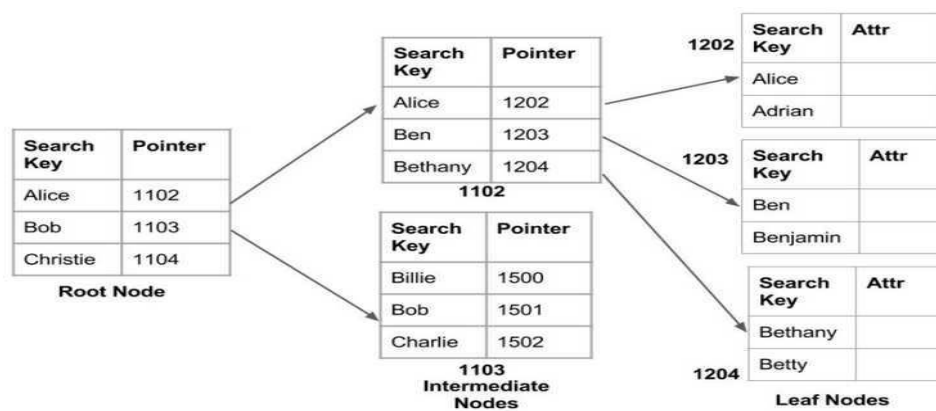 Search Key Pointer
Alice 1102
Bob 1103
Christie 1104
Root Node
Search Key Pointer
Alice 1202
Ben 1203
Bethany 1204
1102
Search Key Pointer
Billie 1500
Bob 1501
Charlie 1502
1103
Intermediate
Nodes
1202
Search Key Attr
Alice
Adrian
1203
Search Key Attr
Ben
Benjamin
1204
Search Key Attr
Bethany
Betty
Leaf Nodes